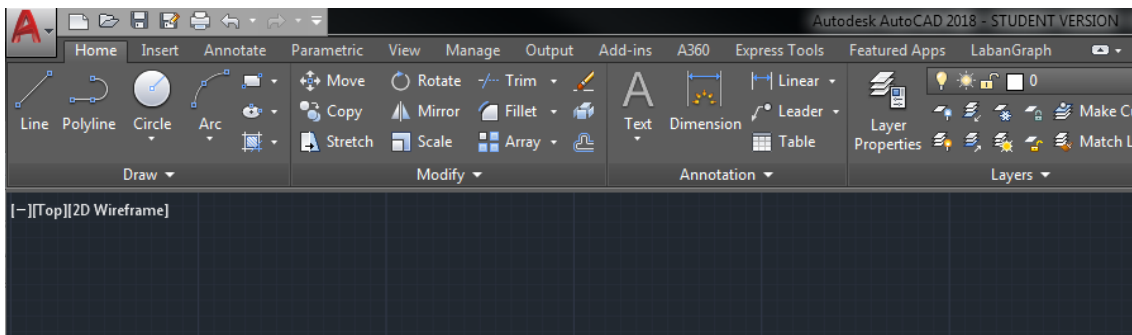 Autodesk AutoCAD 2018 - STUDENT VERSION
Home Insert Annotate Parametric View Manage Output Add-ins A360 Express Tools Featured Apps LabanGraph
Move Rotate Trim Linear 0
Line Polyline Circle Arc Copy Mirror Fillet Text Dimension Leader Layer Properties Make Cu
Stretch Scale Array Table Match L
Draw Modify Annotation Layers
[−][Top][2D Wireframe]